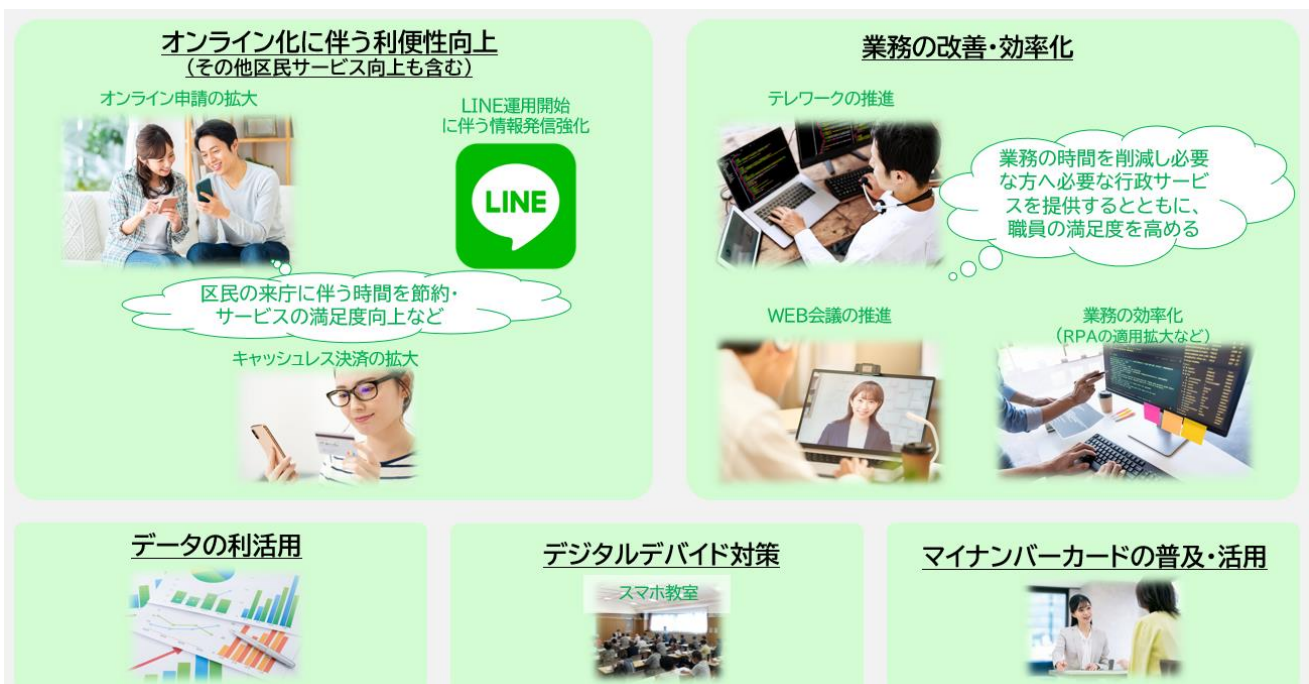 オンライン化に伴う利便性向上
（その他区民サービス向上も含む）
オンライン申請の拡大
LINE運用開始
に伴う情報発信強化
LINE
区民の来庁に伴う時間を節約・
サービスの満足度向上など
キャッシュレス決済の拡大
業務の改善・効率化
テレワークの推進
業務の時間を削減し必要
な方へ必要な行政サービ
スを提供するとともに、
職員の満足度を高める
WEB会議の推進
業務の効率化
（RPAの適用拡大など）
データの利活用
デジタルデバイド対策
スマホ教室
マイナンバーカードの普及・活用